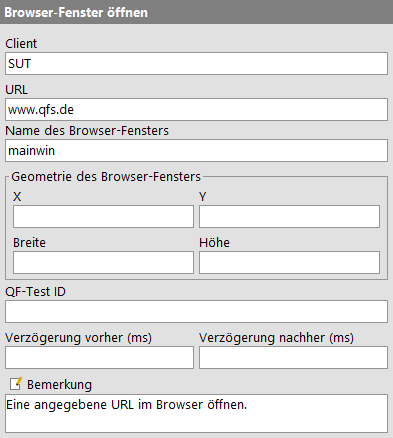 Browser-Fenster öffnen
Client
SUT
URL
www.qfs.de
Name des Browser-Fensters
mainwin
Geometrie des Browser-Fensters
X Y
Breite Höhe
QF-Test ID
Verzögerung vorher (ms) Verzögerung nachher (ms)
Bemerkung
Eine angegebene URL im Browser öffnen.